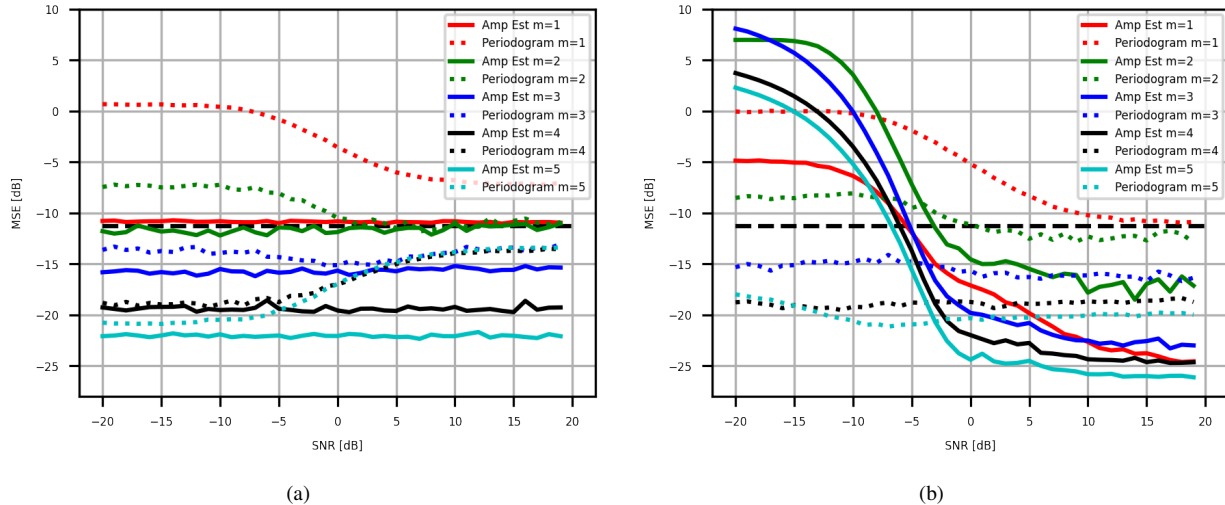 10
5
0
−5
−10
−15
−20
−25
MSE [dB]
−20 −15 −10 −5 0 5 10 15 20
SNR [dB]
Amp Est m=1
Periodogram m=1
Amp Est m=2
Periodogram m=2
Amp Est m=3
Periodogram m=3
Amp Est m=4
Periodogram m=4
Amp Est m=5
Periodogram m=5
(a)
10
5
0
−5
−10
−15
−20
−25
MSE [dB]
−20 −15 −10 −5 0 5 10 15 20
SNR [dB]
Amp Est m=1
Periodogram m=1
Amp Est m=2
Periodogram m=2
Amp Est m=3
Periodogram m=3
Amp Est m=4
Periodogram m=4
Amp Est m=5
Periodogram m=5
(b)